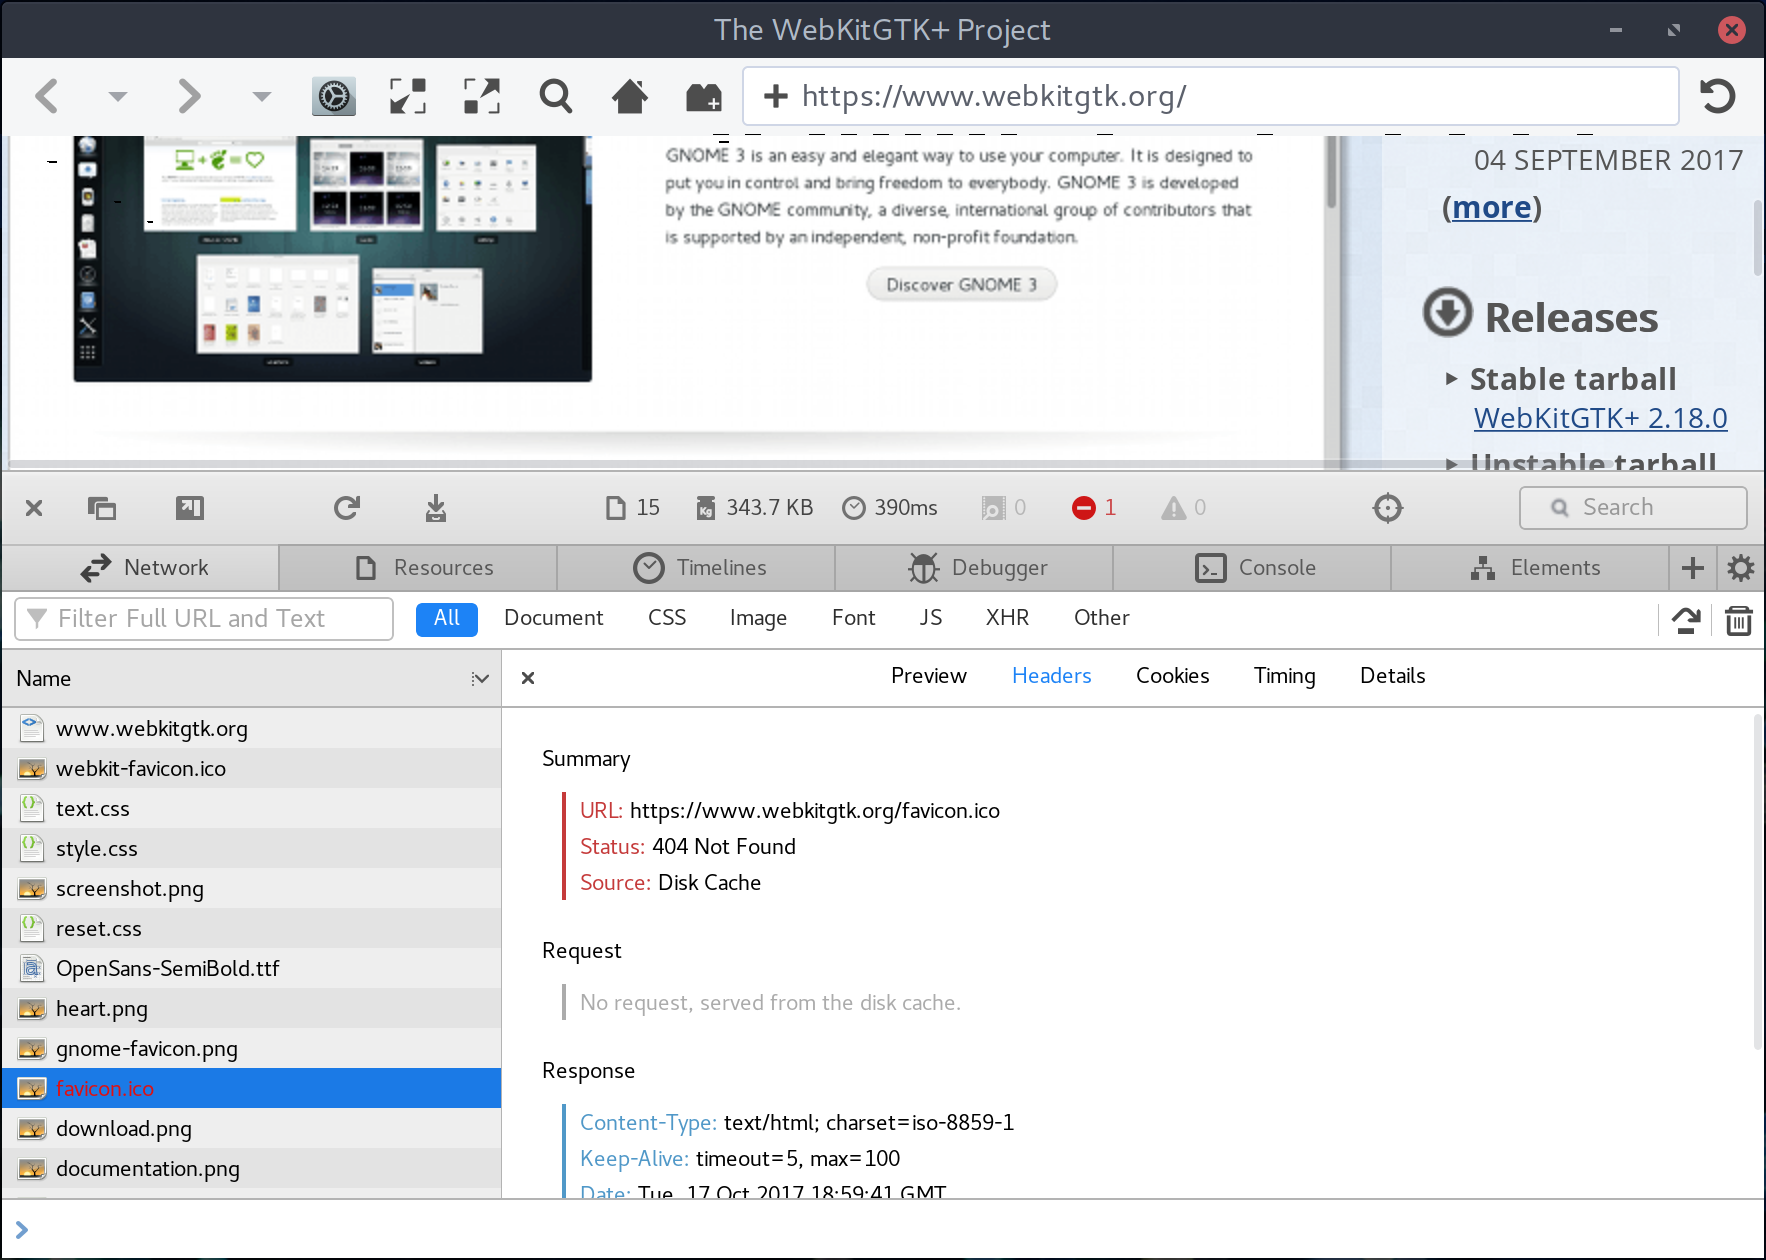 The WebKitGTK+ Project
https://www.webkitgtk.org/
GNOME 3 is an easy and elegant way to use your computer. It is designed to
put you in control and bring freedom to everybody. GNOME 3 is developed
by the GNOME community, a diverse, international group of contributors that
is supported by an independent, non-profit foundation.
Discover GNOME 3
04 SEPTEMBER 2017
(more)
Releases
Stable tarball
WebKitGTK+ 2.18.0
Unstable tarball
15
343.7 KB
390ms
0
1
0
Search
Network
Resources
Timelines
Debugger
Console
Elements
Filter Full URL and Text
All
Document
CSS
Image
Font
JS
XHR
Other
Name
Preview
Headers
Cookies
Timing
Details
www.webkitgtk.org
webkit-favicon.ico
text.css
style.css
screenshot.png
reset.css
OpenSans-SemiBold.ttf
heart.png
gnome-favicon.png
favicon.ico
download.png
documentation.png
Summary
URL: https://www.webkitgtk.org/favicon.ico
Status: 404 Not Found
Source: Disk Cache
Request
No request, served from the disk cache.
Response
Content-Type: text/html; charset=iso-8859-1
Keep-Alive: timeout=5, max=100
Date: Tue, 17 Oct 2017 18:59:41 GMT